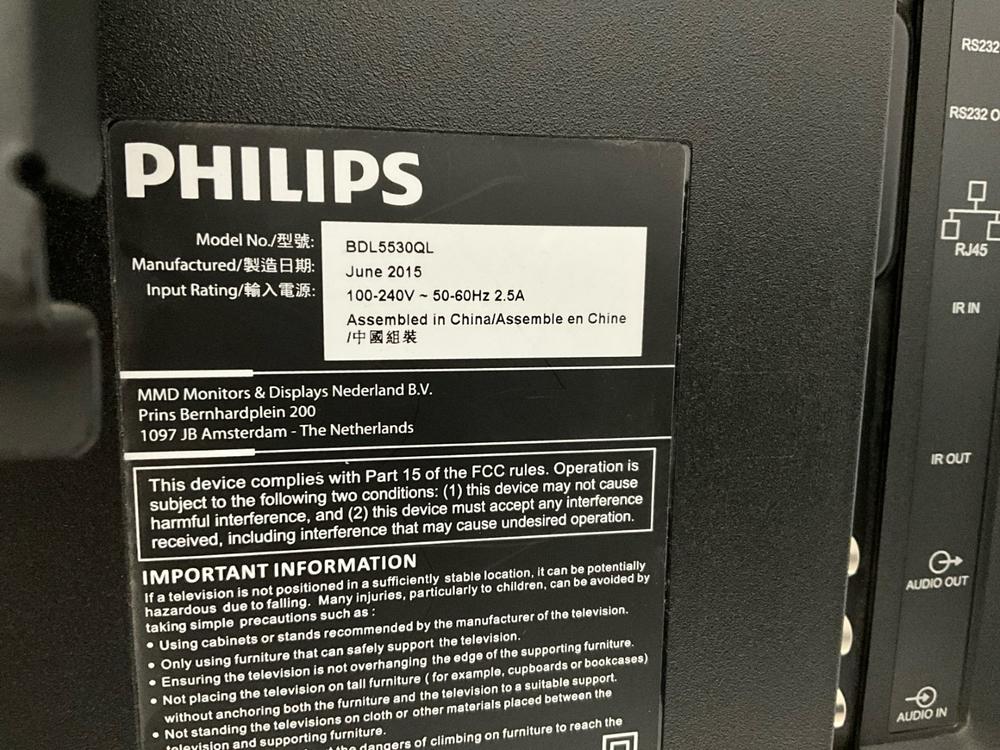 PHILIPS
Model No./型號:
BDL5530QL
Manufactured/製造日期:
June 2015
Input Rating/輸入電源:
100-240V ~ 50-60Hz 2.5A
Assembled in China/Assemble en Chine
/中國組裝
MMD Monitors & Displays Nederland B.V.
Prins Bernhardplein 200
1097 JB Amsterdam - The Netherlands
This device complies with Part 15 of the FCC rules. Operation is
subject to the following two conditions: (1) this device may not cause
harmful interference, and (2) this device must accept any interference
received, including interference that may cause undesired operation.
IMPORTANT INFORMATION
If a television is not positioned in a sufficiently stable location, it can be potentially
hazardous due to falling. Many injuries, particularly to children, can be avoided by
taking simple precautions such as :
• Using cabinets or stands recommended by the manufacturer of the television.
• Only using furniture that can safely support the television.
• Ensuring the television is not overhanging the edge of the supporting furniture.
• Not placing the television on tall furniture ( for example, cupboards or bookcases)
without anchoring both the furniture and the television to a suitable support.
• Not standing the televisions on cloth or other materials placed between the
television and supporting furniture.
the dangers of climbing on furniture to reach the
RS232
RS232 O
RJ45
IR IN
IR OUT
AUDIO OUT
AUDIO IN